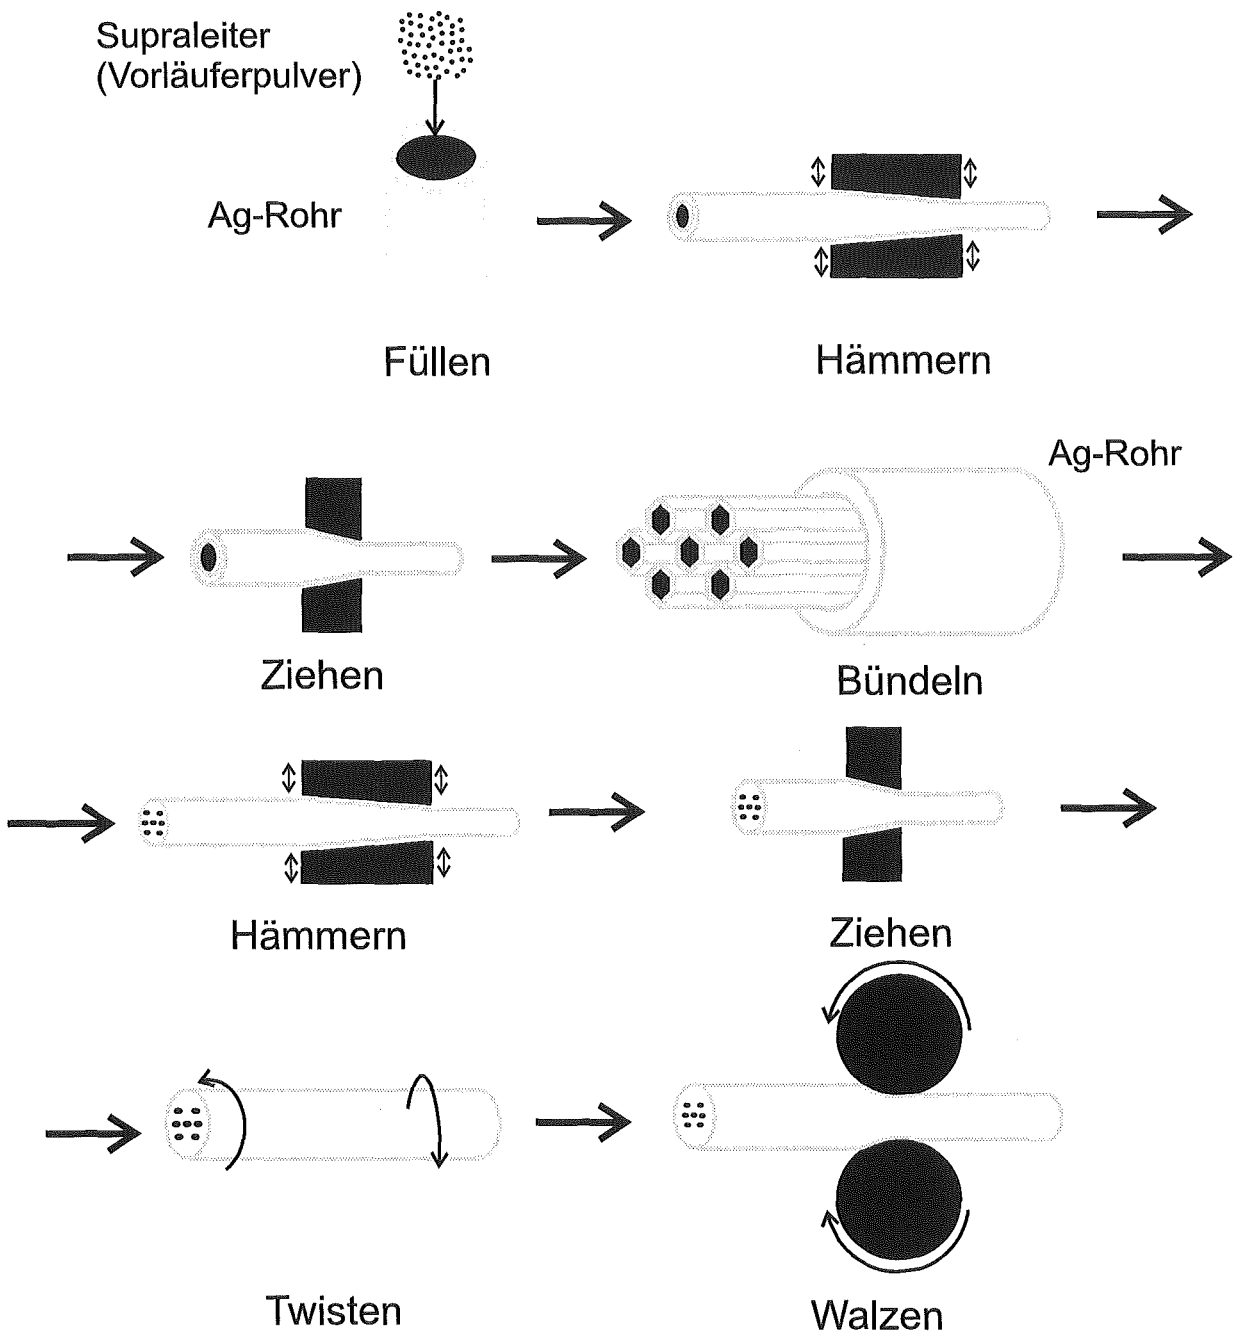 Supraleiter
(Vorläuferpulver)
Ag-Rohr
Füllen
Hämmern
Ag-Rohr
Ziehen
Bündeln
Hämmern
Ziehen
Twisten
Walzen